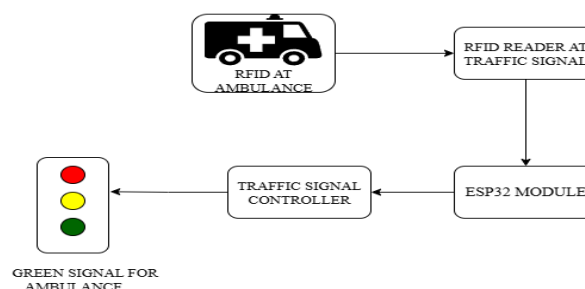 RFID AT
AMBULANCE
RFID READER AT
TRAFFIC SIGNAL
TRAFFIC SIGNAL
CONTROLLER
ESP32 MODULE
GREEN SIGNAL FOR
AMBULANCE